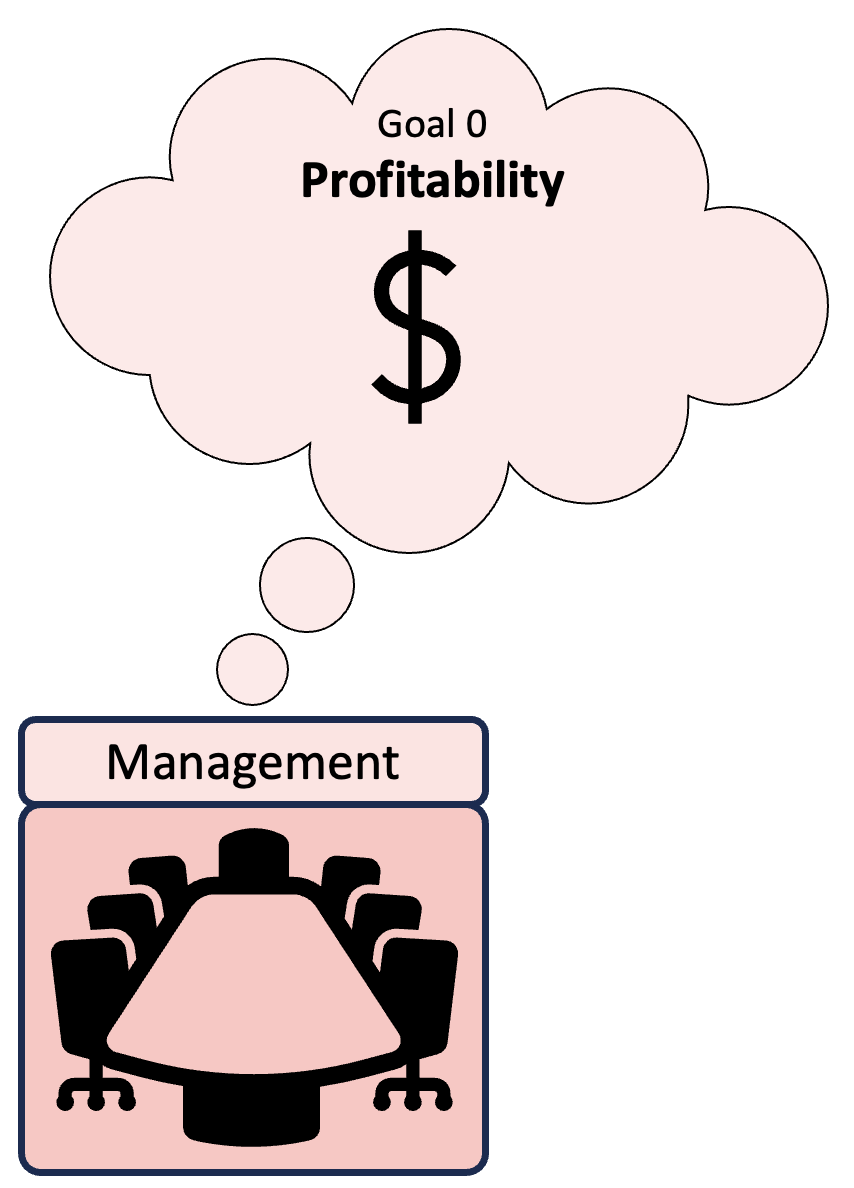 Goal 0
Profitability
$
Management